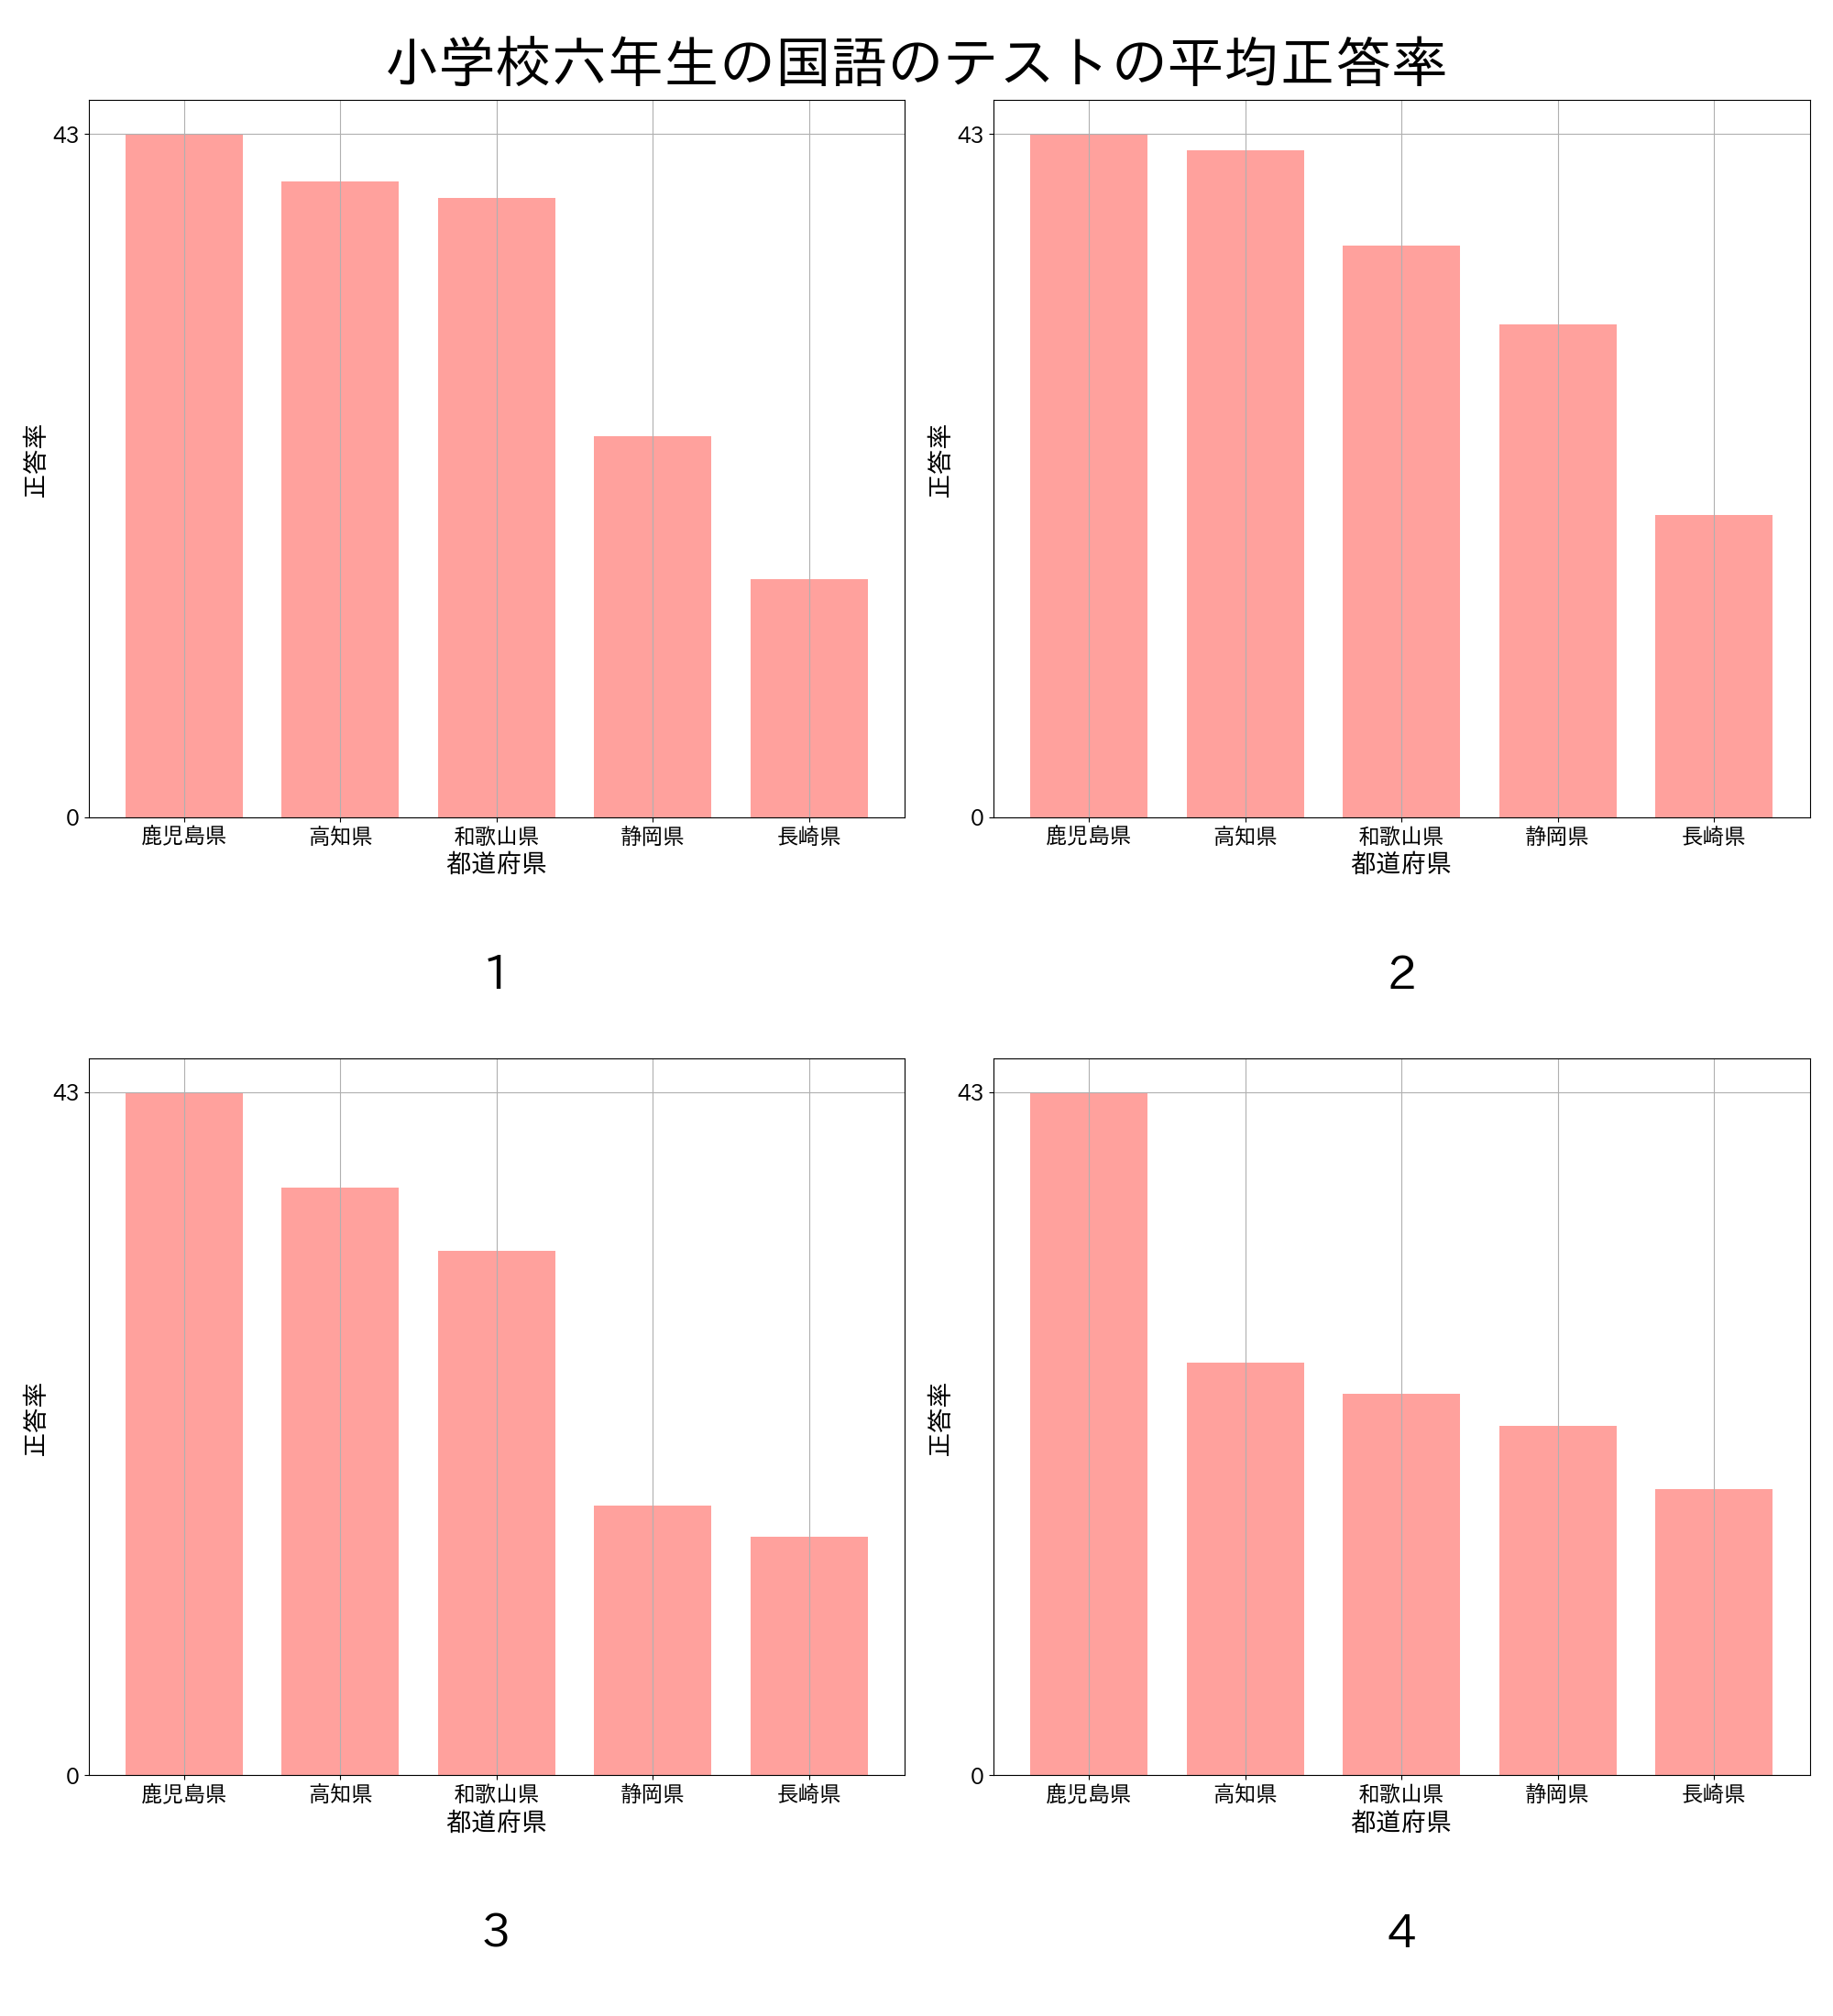 小学校六年生の国語のテストの平均正答率
43
正答率
0
鹿児島県 高知県 和歌山県 静岡県 長崎県
都道府県
1
43
正答率
0
鹿児島県 高知県 和歌山県 静岡県 長崎県
都道府県
2
43
正答率
0
鹿児島県 高知県 和歌山県 静岡県 長崎県
都道府県
3
43
正答率
0
鹿児島県 高知県 和歌山県 静岡県 長崎県
都道府県
4